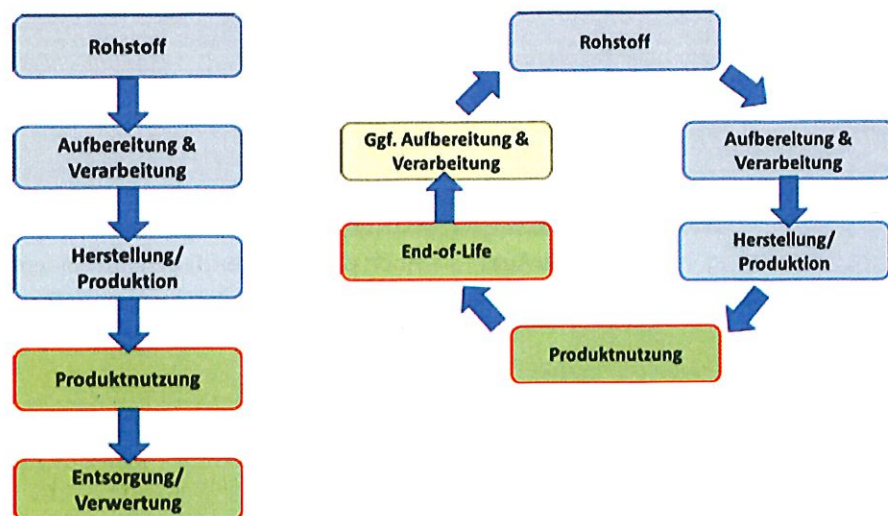 Rohstoff
Aufbereitung &
Verarbeitung
Herstellung/
Produktion
Produktnutzung
Entsorgung/
Verwertung
Rohstoff
Aufbereitung &
Verarbeitung
Herstellung/
Produktion
Produktnutzung
End-of-Life
Ggf. Aufbereitung &
Verarbeitung